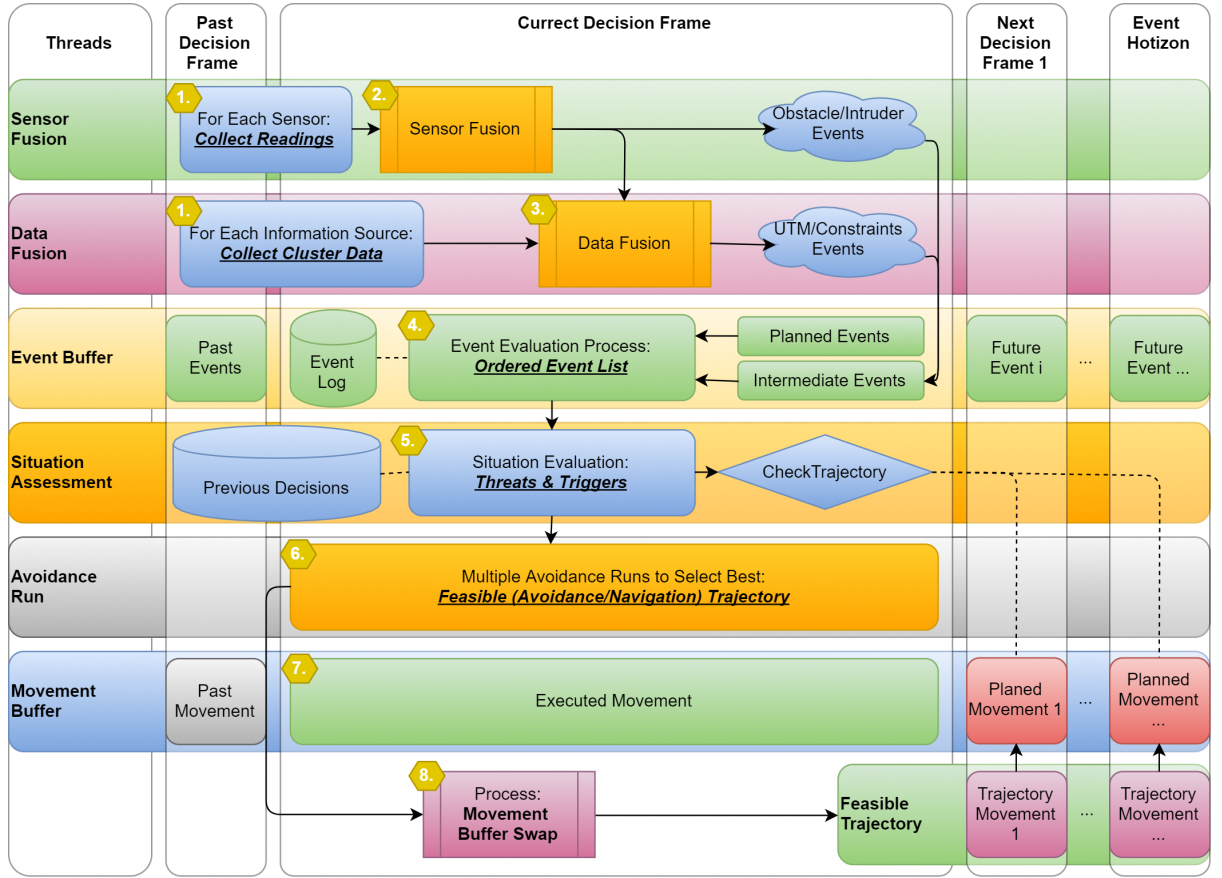 Threads
Past
Decision
Frame
Currect Decision Frame
Next
Decision
Frame 1
Event
Hotizon
Sensor
Fusion
1.
For Each Sensor:
Collect Readings
2.
Sensor Fusion
Obstacle/Intruder
Events
Data
Fusion
1.
For Each Information Source:
Collect Cluster Data
3.
Data Fusion
UTM/Constraints
Events
Event Buffer
Past
Events
Event
Log
4.
Event Evaluation Process:
Ordered Event List
Planned Events
Intermediate Events
Future
Event i
...
Future
Event ...
Situation
Assessment
Previous Decisions
5.
Situation Evaluation:
Threats & Triggers
CheckTrajectory
Avoidance
Run
6.
Multiple Avoidance Runs to Select Best:
Feasible (Avoidance/Navigation) Trajectory
Movement
Buffer
Past
Movement
7.
Executed Movement
Planed
Movement 1
...
Planned
Movement
...
8.
Process:
Movement
Buffer Swap
Feasible
Trajectory
Trajectory
Movement
1
...
Trajectory
Movement
...